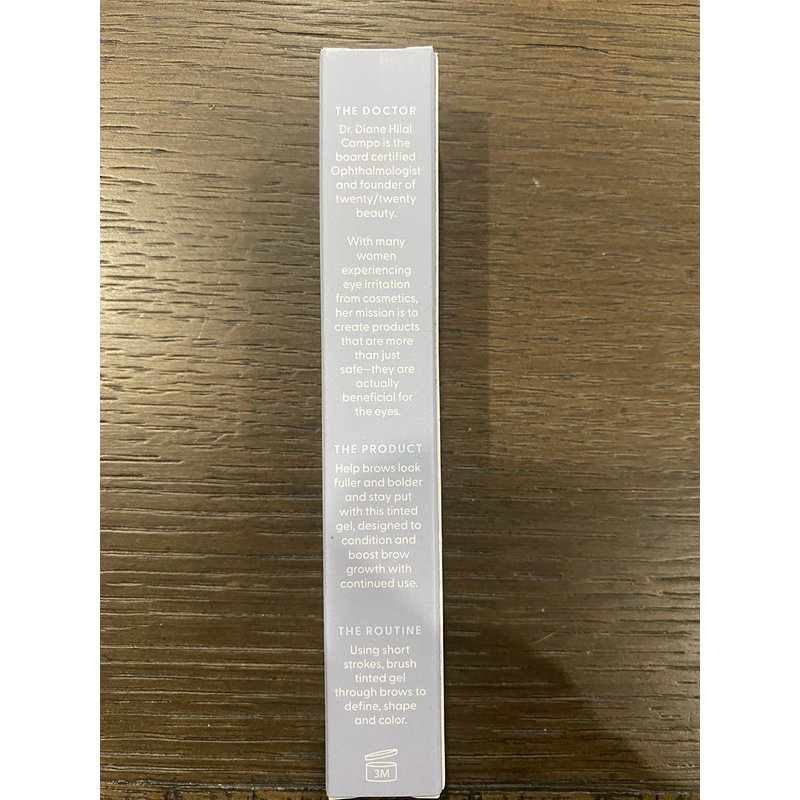 THE DOCTOR
Dr. Diane Hilal
Campo is the
board certified
Ophthalmologist
and founder of
twenty/twenty
beauty.
With many
women
experiencing
eye irritation
from cosmetics,
her mission is to
create products
that are more
than just
safe—they are
actually
beneficial for
the eyes.
THE PRODUCT
Help brows look
fuller and bolder
and stay put
with this tinted
gel, designed to
condition and
boost brow
growth with
continued use.
THE ROUTINE
Using short
strokes, brush
tinted gel
through brows to
define, shape
and color.
3M